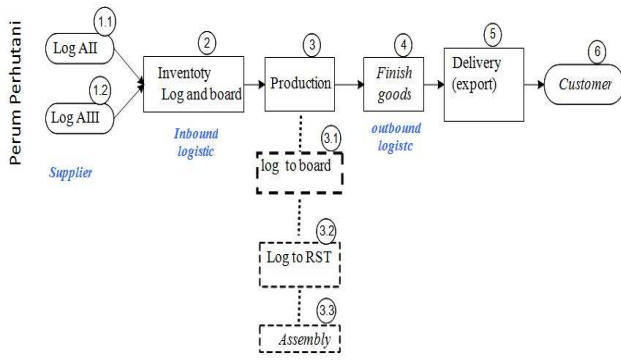 Perum Perhutani
1.1
Log AII
1.2
Log AIII
Supplier
2
Inventoty
Log and board
Inbound
logistic
3
Production
4
Finish
goods
outbound
logistc
5
Delivery
(export)
6
Customer
3.1
log to board
3.2
Log to RST
3.3
Assembly